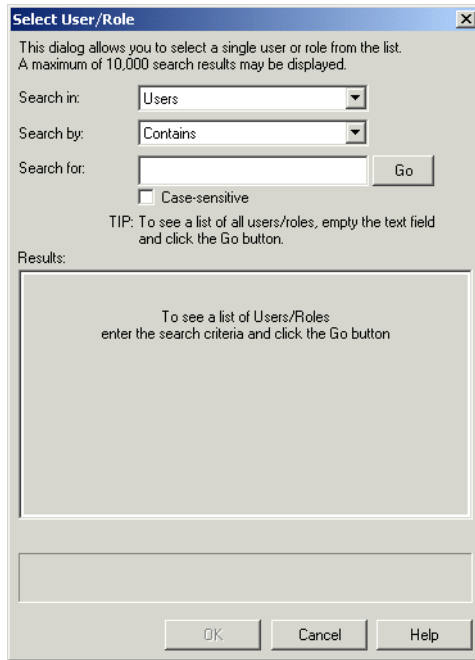 Select User/Role
This dialog allows you to select a single user or role from the list.
A maximum of 10,000 search results may be displayed.
Search in:
Users
Search by:
Contains
Search for:
Go
Case-sensitive
TIP: To see a list of all users/roles, empty the text field
and click the Go button.
Results:
To see a list of Users/Roles
enter the search criteria and click the Go button
OK
Cancel
Help